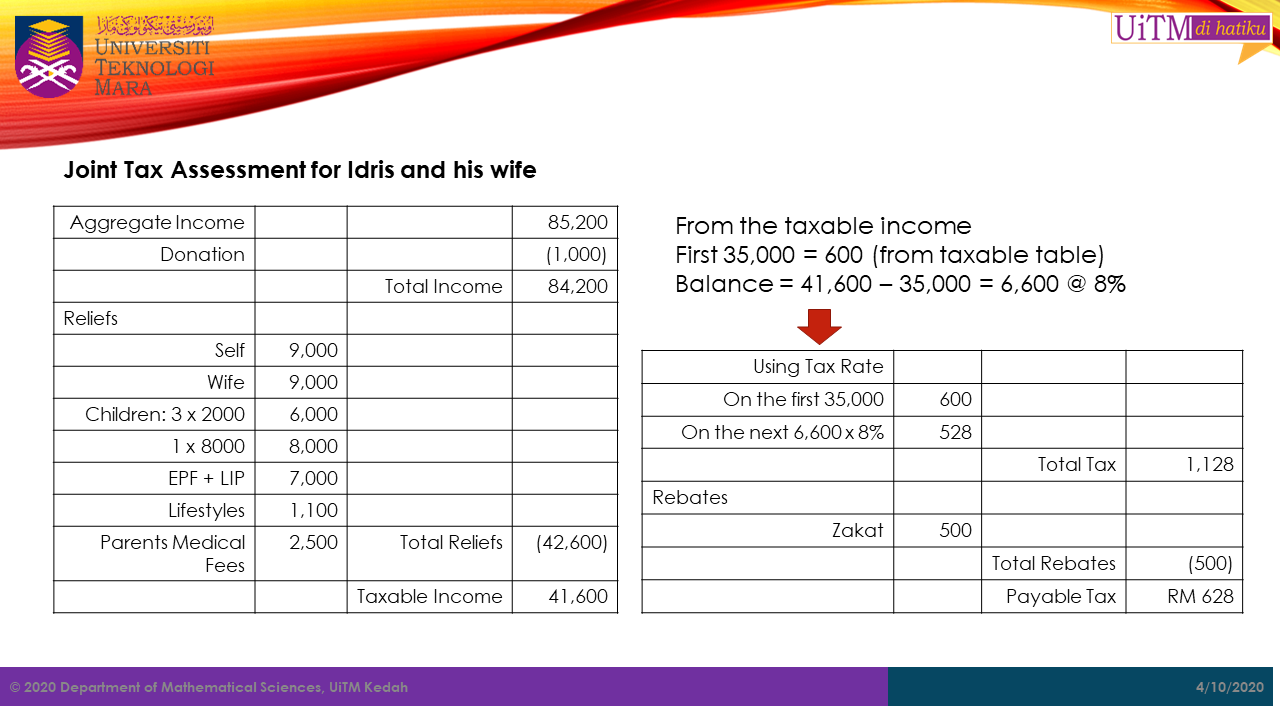 UNIVERSITI
TEKNOLOGI
MARA
UiTM di hatiku
Joint Tax Assessment for Idris and his wife
Aggregate Income 85,200
Donation (1,000)
Total Income 84,200
Reliefs
Self 9,000
Wife 9,000
Children: 3 x 2000 6,000
1 x 8000 8,000
EPF + LIP 7,000
Lifestyles 1,100
Parents Medical Fees 2,500 Total Reliefs (42,600)
Taxable Income 41,600
From the taxable income
First 35,000 = 600 (from taxable table)
Balance = 41,600 – 35,000 = 6,600 @ 8%
Using Tax Rate
On the first 35,000 600
On the next 6,600 x 8% 528
Total Tax 1,128
Rebates
Zakat 500
Total Rebates (500)
Payable Tax RM 628
© 2020 Department of Mathematical Sciences, UiTM Kedah
4/10/2020